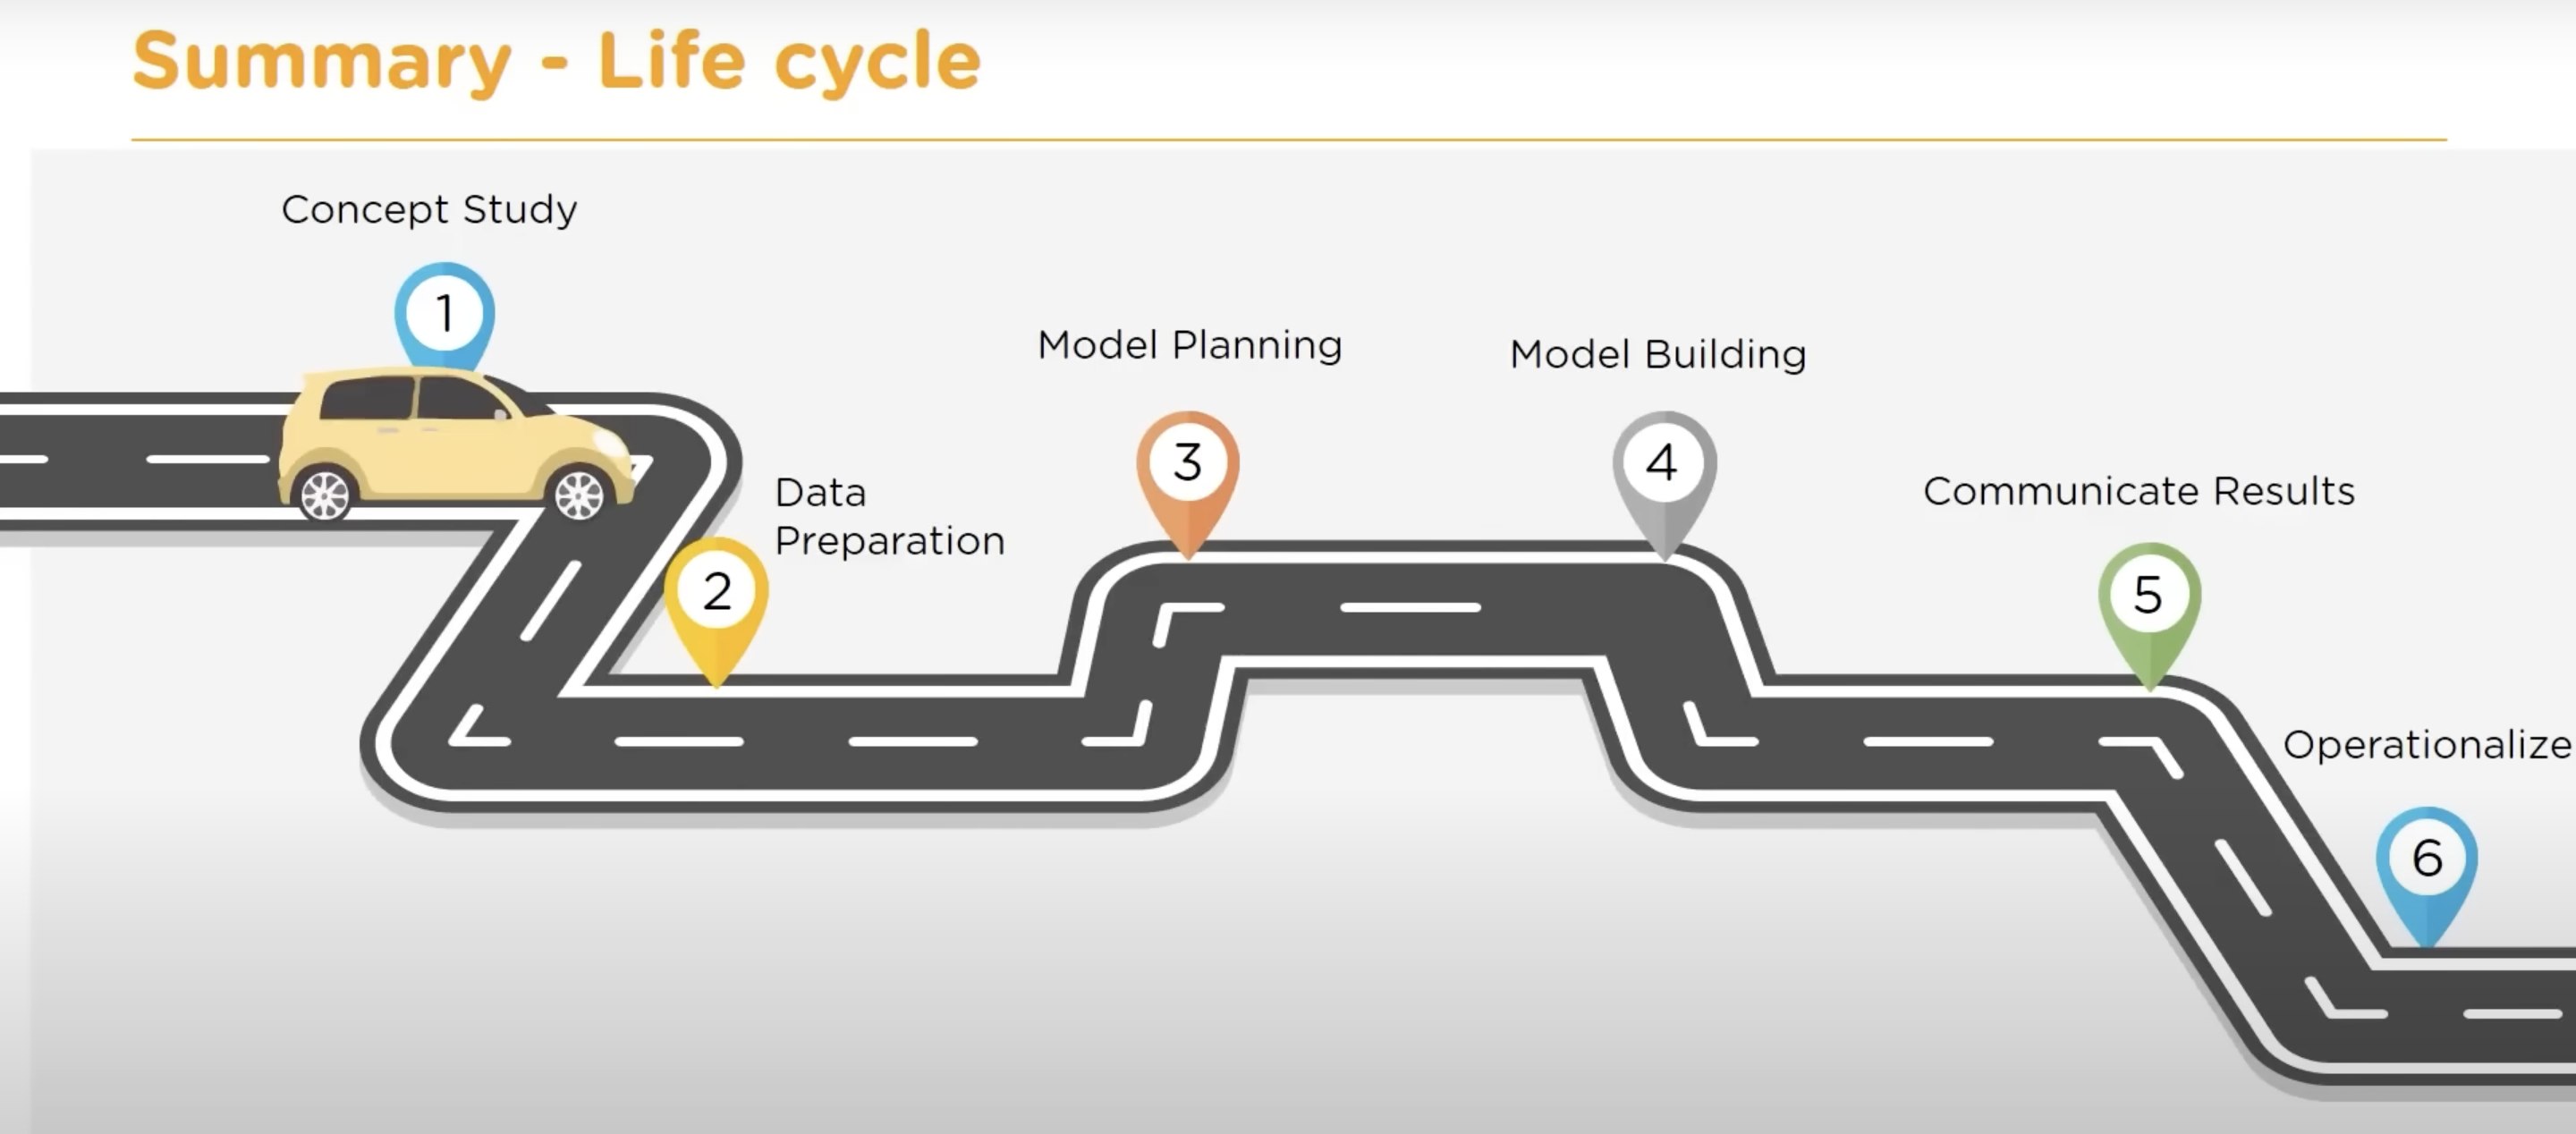 Summary - Life cycle
Concept Study
1
Data
Preparation
2
Model Planning
3
Model Building
4
Communicate Results
5
Operationalize
6